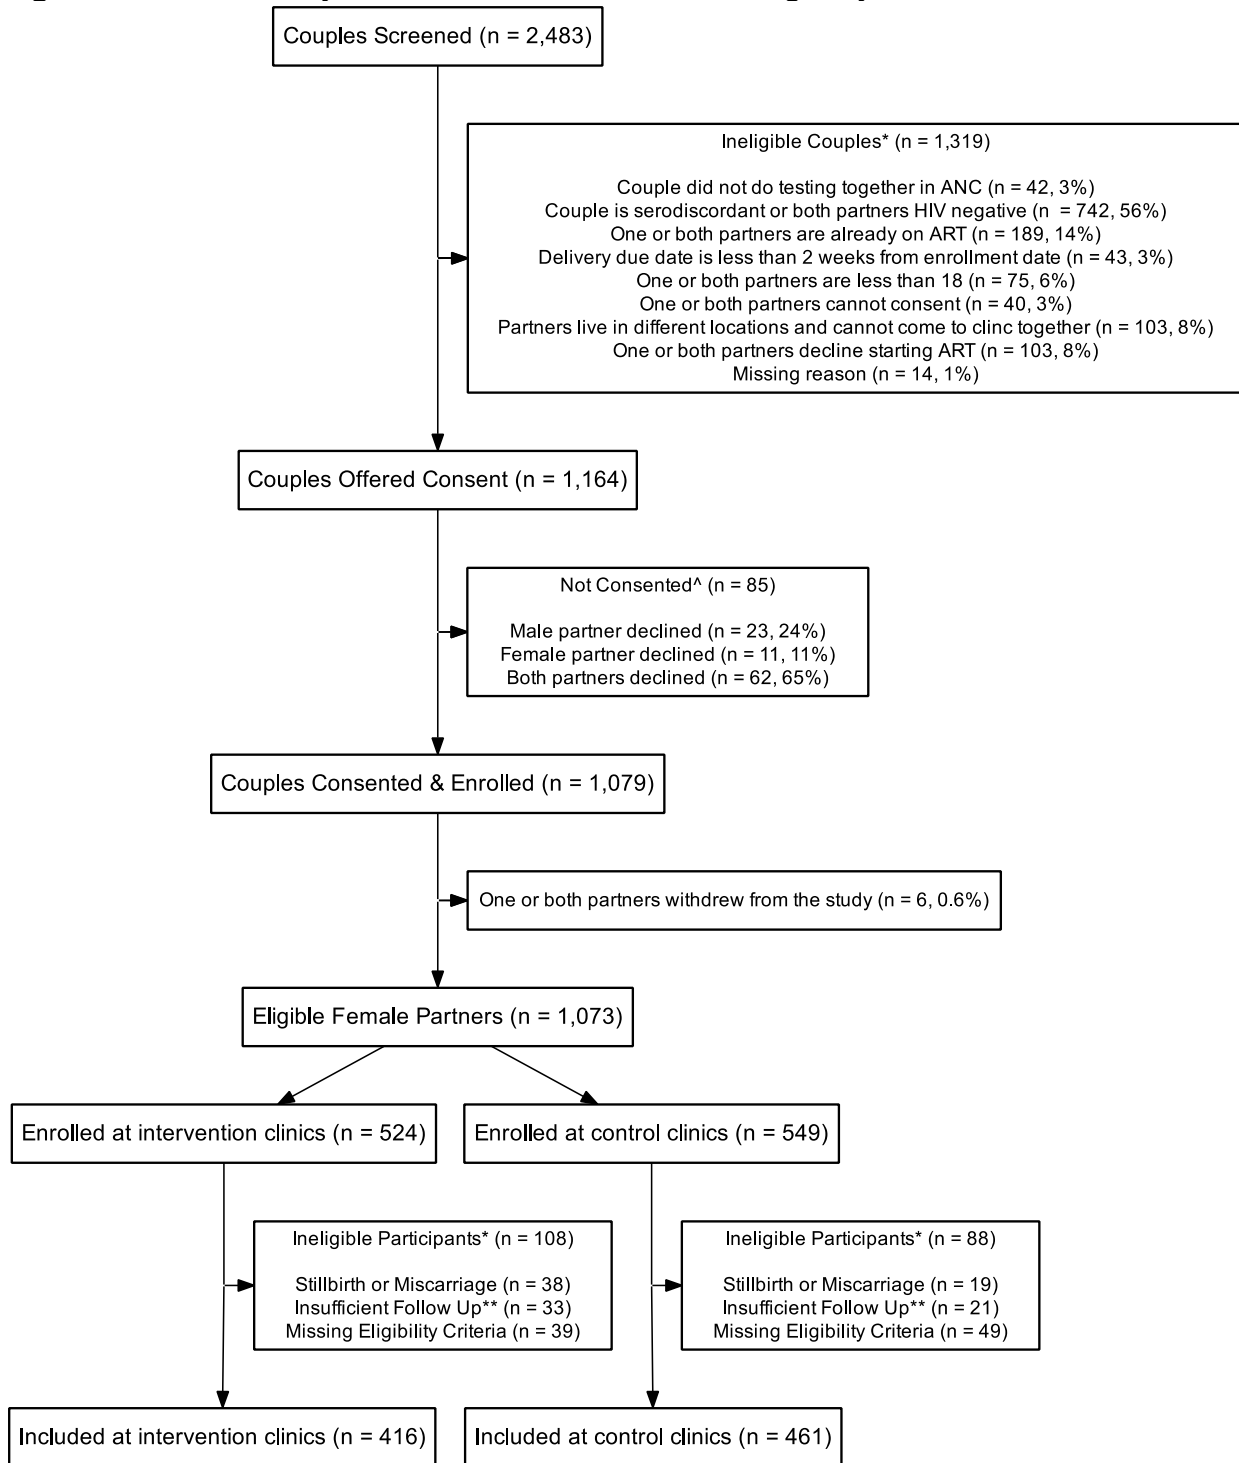 Couples Screened (n = 2,483)
Ineligible Couples* (n = 1,319)
Couple did not do testing together in ANC (n = 42, 3%)
Couple is serodiscordant or both partners HIV negative (n = 742, 56%)
One or both partners are already on ART (n = 189, 14%)
Delivery due date is less than 2 weeks from enrollment date (n = 43, 3%)
One or both partners are less than 18 (n = 75, 6%)
One or both partners cannot consent (n = 40, 3%)
Partners live in different locations and cannot come to clinc together (n = 103, 8%)
One or both partners decline starting ART (n = 103, 8%)
Missing reason (n = 14, 1%)
Couples Offered Consent (n = 1,164)
Not Consented^ (n = 85)
Male partner declined (n = 23, 24%)
Female partner declined (n = 11, 11%)
Both partners declined (n = 62, 65%)
Couples Consented & Enrolled (n = 1,079)
One or both partners withdrew from the study (n = 6, 0.6%)
Eligible Female Partners (n = 1,073)
Enrolled at intervention clinics (n = 524)
Enrolled at control clinics (n = 549)
Ineligible Participants* (n = 108)
Stillbirth or Miscarriage (n = 38)
Insufficient Follow Up** (n = 33)
Missing Eligibility Criteria (n = 39)
Ineligible Participants* (n = 88)
Stillbirth or Miscarriage (n = 19)
Insufficient Follow Up** (n = 21)
Missing Eligibility Criteria (n = 49)
Included at intervention clinics (n = 416)
Included at control clinics (n = 461)